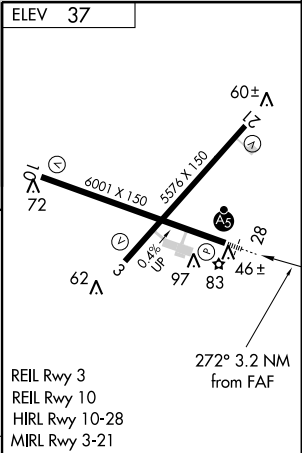 ELEV 37
60±
21
V
5576 X 150
10
V
6001 X 150
72
A5
V
28
0.4%
UP
P
3
46±
62
97
83
272° 3.2 NM
from FAF
REIL Rwy 3
REIL Rwy 10
HIRL Rwy 10-28
MIRL Rwy 3-21